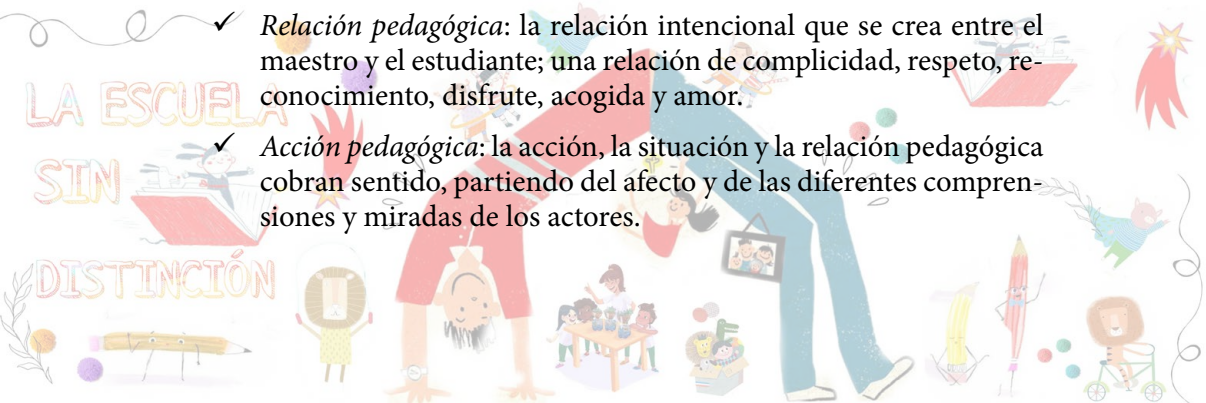 ✓ Relación pedagógica: la relación intencional que se crea entre el
maestro y el estudiante; una relación de complicidad, respeto, re-
conocimiento, disfrute, acogida y amor.
✓ Acción pedagógica: la acción, la situación y la relación pedagógica
cobran sentido, partiendo del afecto y de las diferentes compren-
siones y miradas de los actores.
LA ESCUELA
SIN
DISTINCIÓN